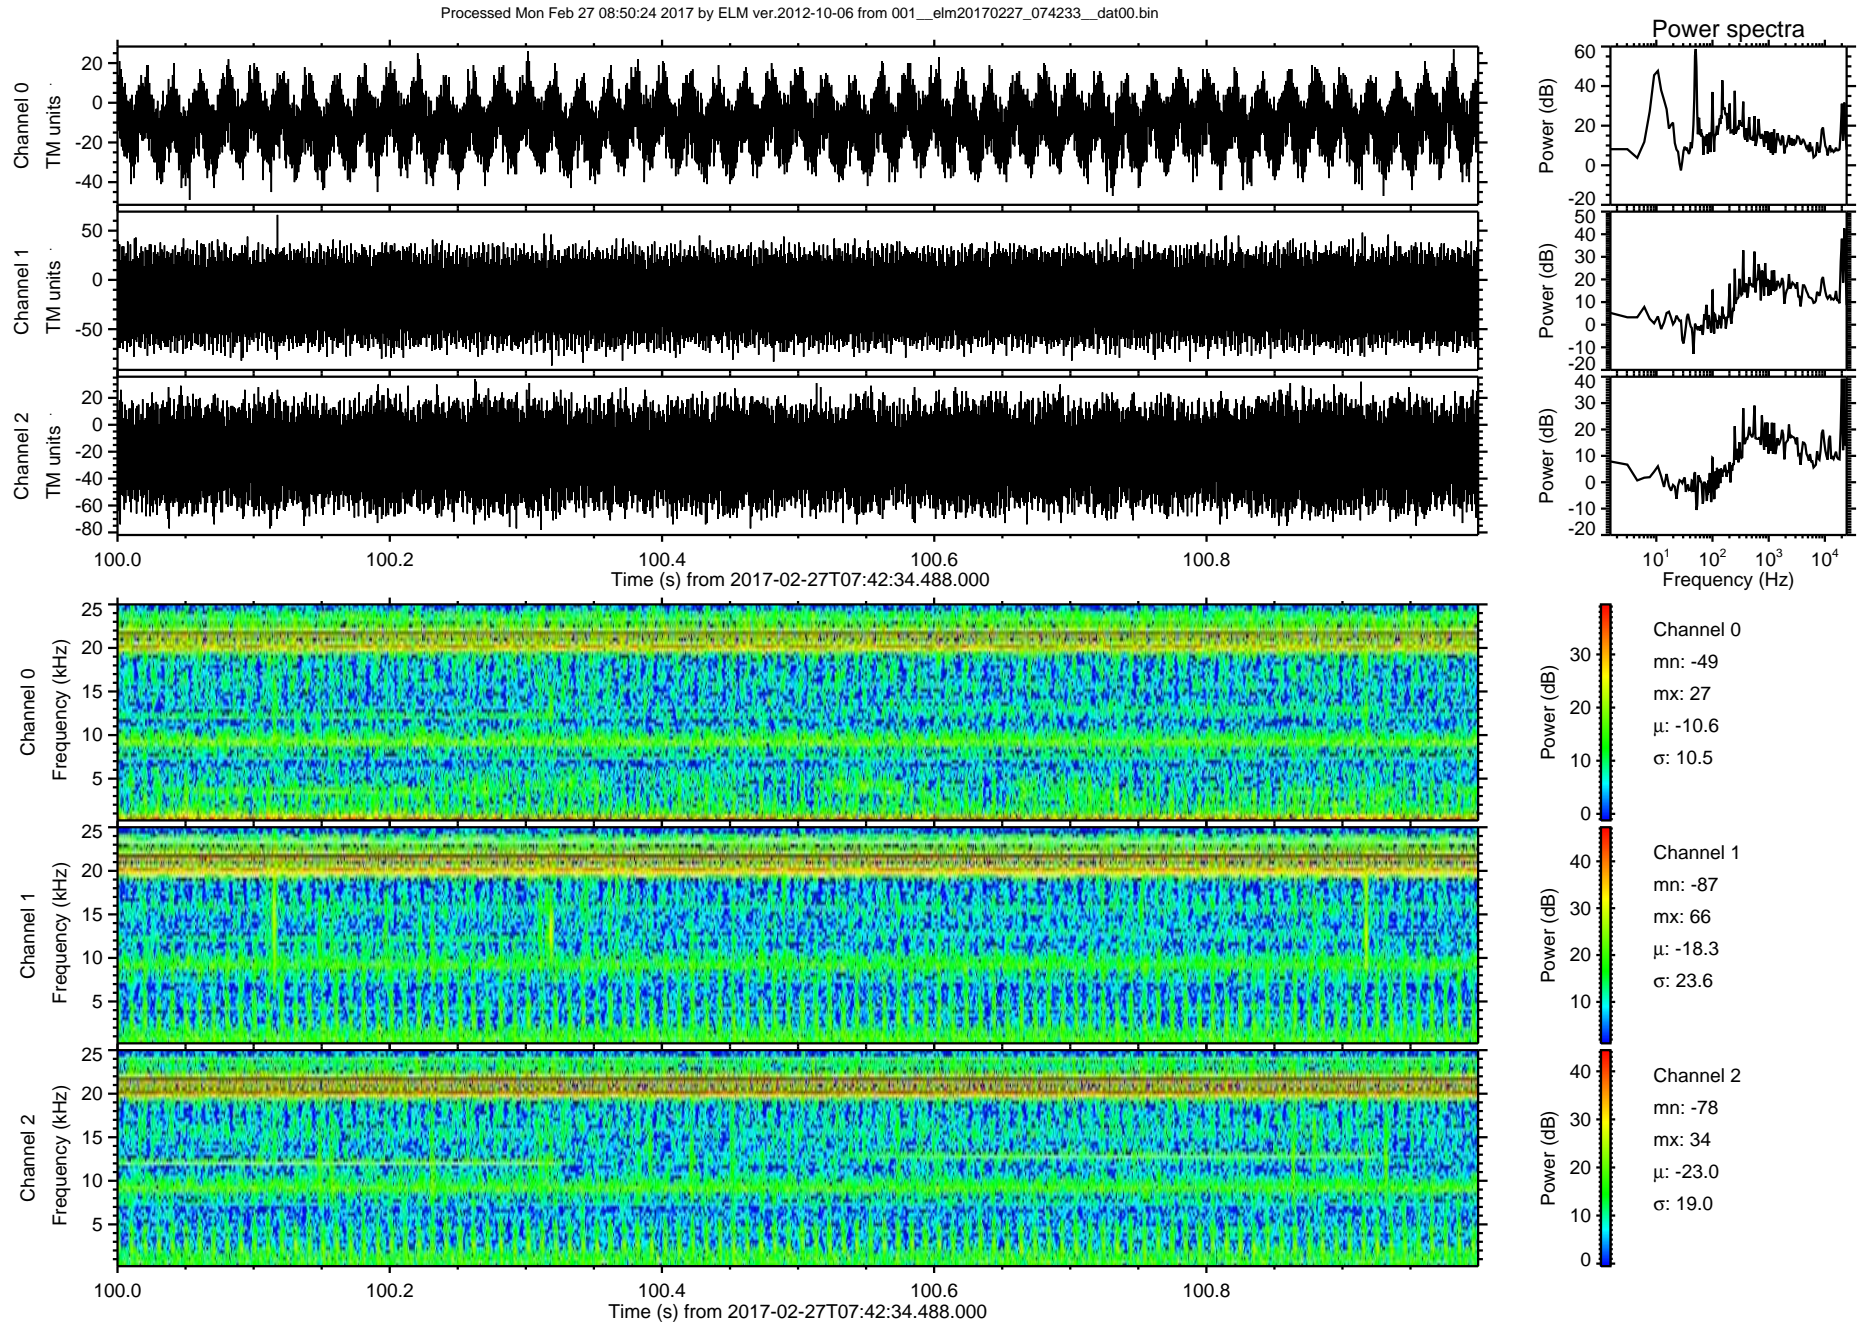 Processed Mon Feb 27 08:50:24 2017 by ELM ver.2012-10-06 from 001__elm20170227_074233__dat00.bin
Power spectra
Channel 0
TM units
20
0
-20
-40
Power (dB)
60
40
20
0
-20
Channel 1
TM units
50
0
-50
Power (dB)
50
40
30
20
10
0
-10
-20
Channel 2
TM units
20
0
-20
-40
-60
-80
Power (dB)
40
30
20
10
0
-10
-20
100.0 100.2 100.4 100.6 100.8
Time (s) from 2017-02-27T07:42:34.488.000
10^1 10^2 10^3 10^4
Frequency (Hz)
Channel 0
Frequency (kHz)
25
20
15
10
5
Power (dB)
30
20
10
0
Channel 0
mn: -49
mx: 27
μ: -10.6
σ: 10.5
Channel 1
Frequency (kHz)
25
20
15
10
5
Power (dB)
40
30
20
10
Channel 1
mn: -87
mx: 66
μ: -18.3
σ: 23.6
Channel 2
Frequency (kHz)
25
20
15
10
5
Power (dB)
40
30
20
10
0
Channel 2
mn: -78
mx: 34
μ: -23.0
σ: 19.0
100.0 100.2 100.4 100.6 100.8
Time (s) from 2017-02-27T07:42:34.488.000